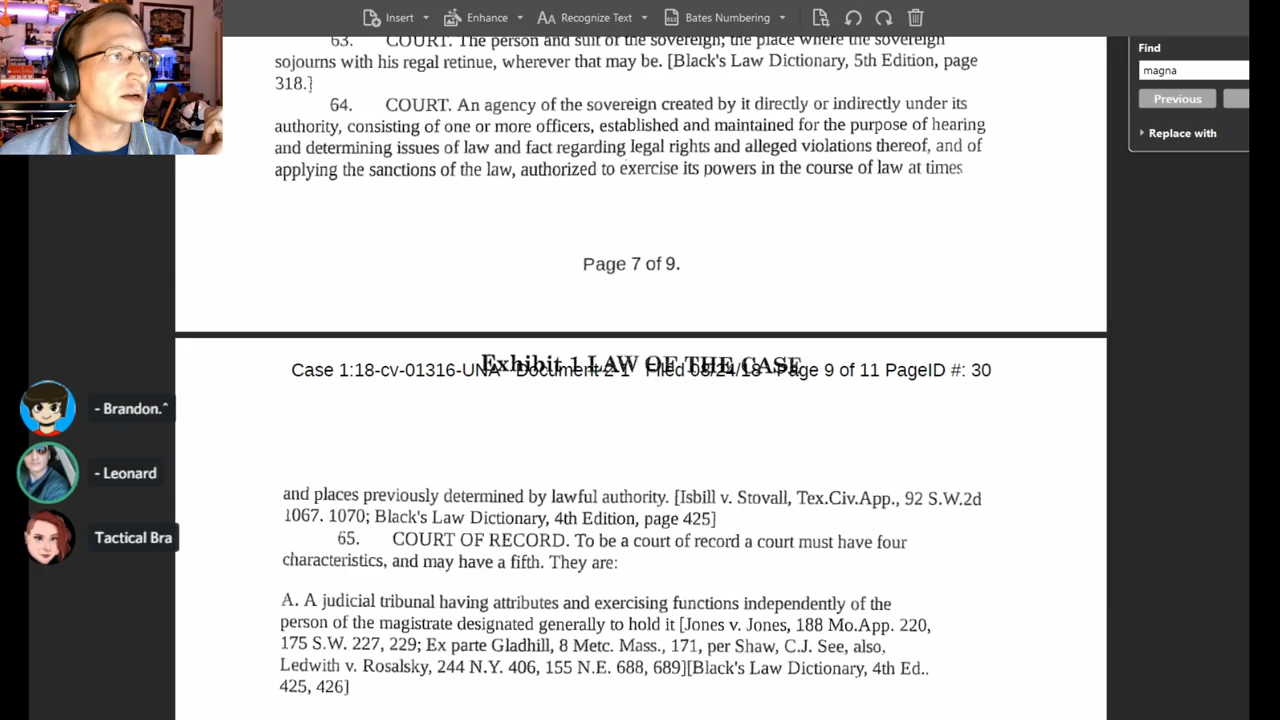 Insert
Enhance
Recognize Text
Bates Numbering
Find
magna
Previous
Replace with
63. COURT. The person and suit of the sovereign; the place where the sovereign
sojourns with his regal retinue, wherever that may be. [Black's Law Dictionary, 5th Edition, page
318.]
64. COURT. An agency of the sovereign created by it directly or indirectly under its
authority, consisting of one or more officers, established and maintained for the purpose of hearing
and determining issues of law and fact regarding legal rights and alleged violations thereof, and of
applying the sanctions of the law, authorized to exercise its powers in the course of law at times
Page 7 of 9.
Exhibit 1 LAW OF THE CASE
Case 1:18-cv-01316-UNA Document 2-1 Filed 08/24/18 Page 9 of 11 PageID #: 30
and places previously determined by lawful authority. [Isbill v. Stovall, Tex.Civ.App., 92 S.W.2d
1067, 1070; Black's Law Dictionary, 4th Edition, page 425]
65. COURT OF RECORD. To be a court of record a court must have four
characteristics, and may have a fifth. They are:
A. A judicial tribunal having attributes and exercising functions independently of the
person of the magistrate designated generally to hold it [Jones v. Jones, 188 Mo.App. 220,
175 S.W. 227, 229; Ex parte Gladhill, 8 Metc. Mass., 171, per Shaw, C.J. See, also,
Ledwith v. Rosalsky, 244 N.Y. 406, 155 N.E. 688, 689][Black's Law Dictionary, 4th Ed.,
425, 426]
- Brandon.^
- Leonard
Tactical Bra